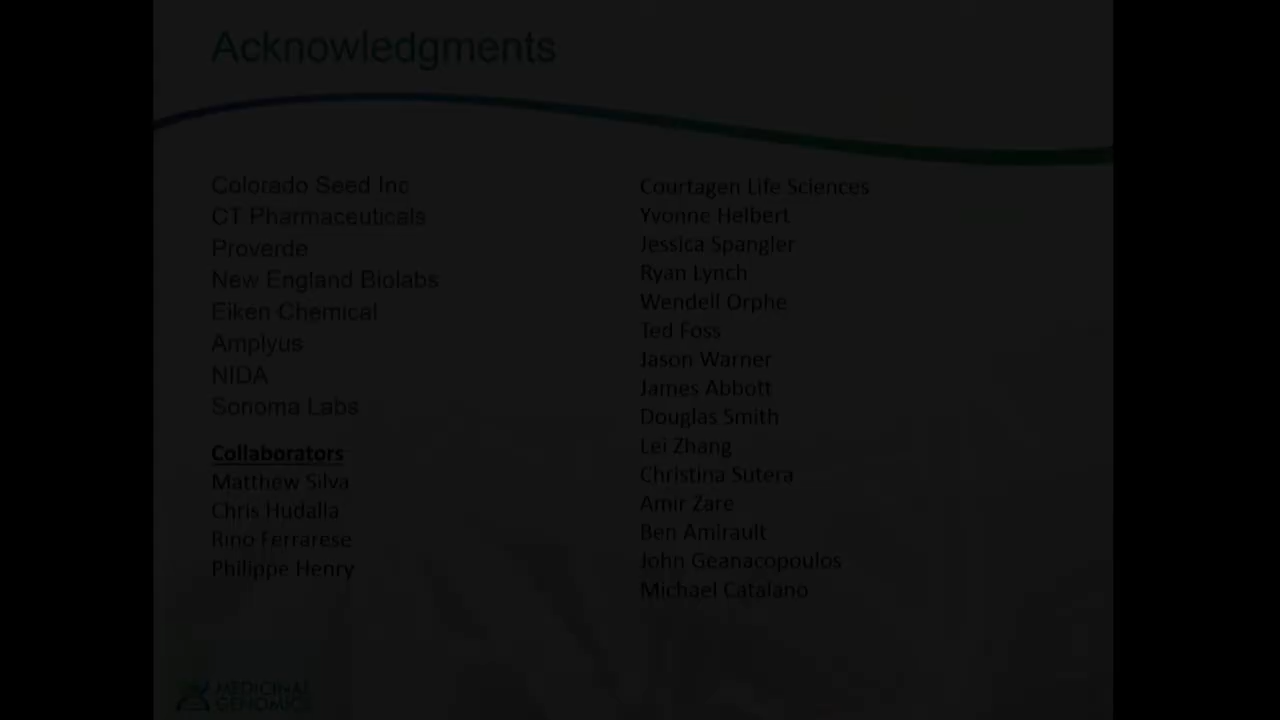 Acknowledgments
Colorado Seed Inc
CT Pharmaceuticals
Proverde
New England Biolabs
Eiken Chemical
Amplyus
NIDA
Sonoma Labs
Collaborators
Matthew Silva
Chris Hudalla
Rino Ferrarese
Philippe Henry
Courtagen Life Sciences
Yvonne Helbert
Jessica Spangler
Ryan Lynch
Wendell Orphe
Ted Foss
Jason Warner
James Abbott
Douglas Smith
Lei Zhang
Christina Sutera
Amir Zare
Ben Amirault
John Geanacopoulos
Michael Catalano
MEDICINAL
GENOMICS